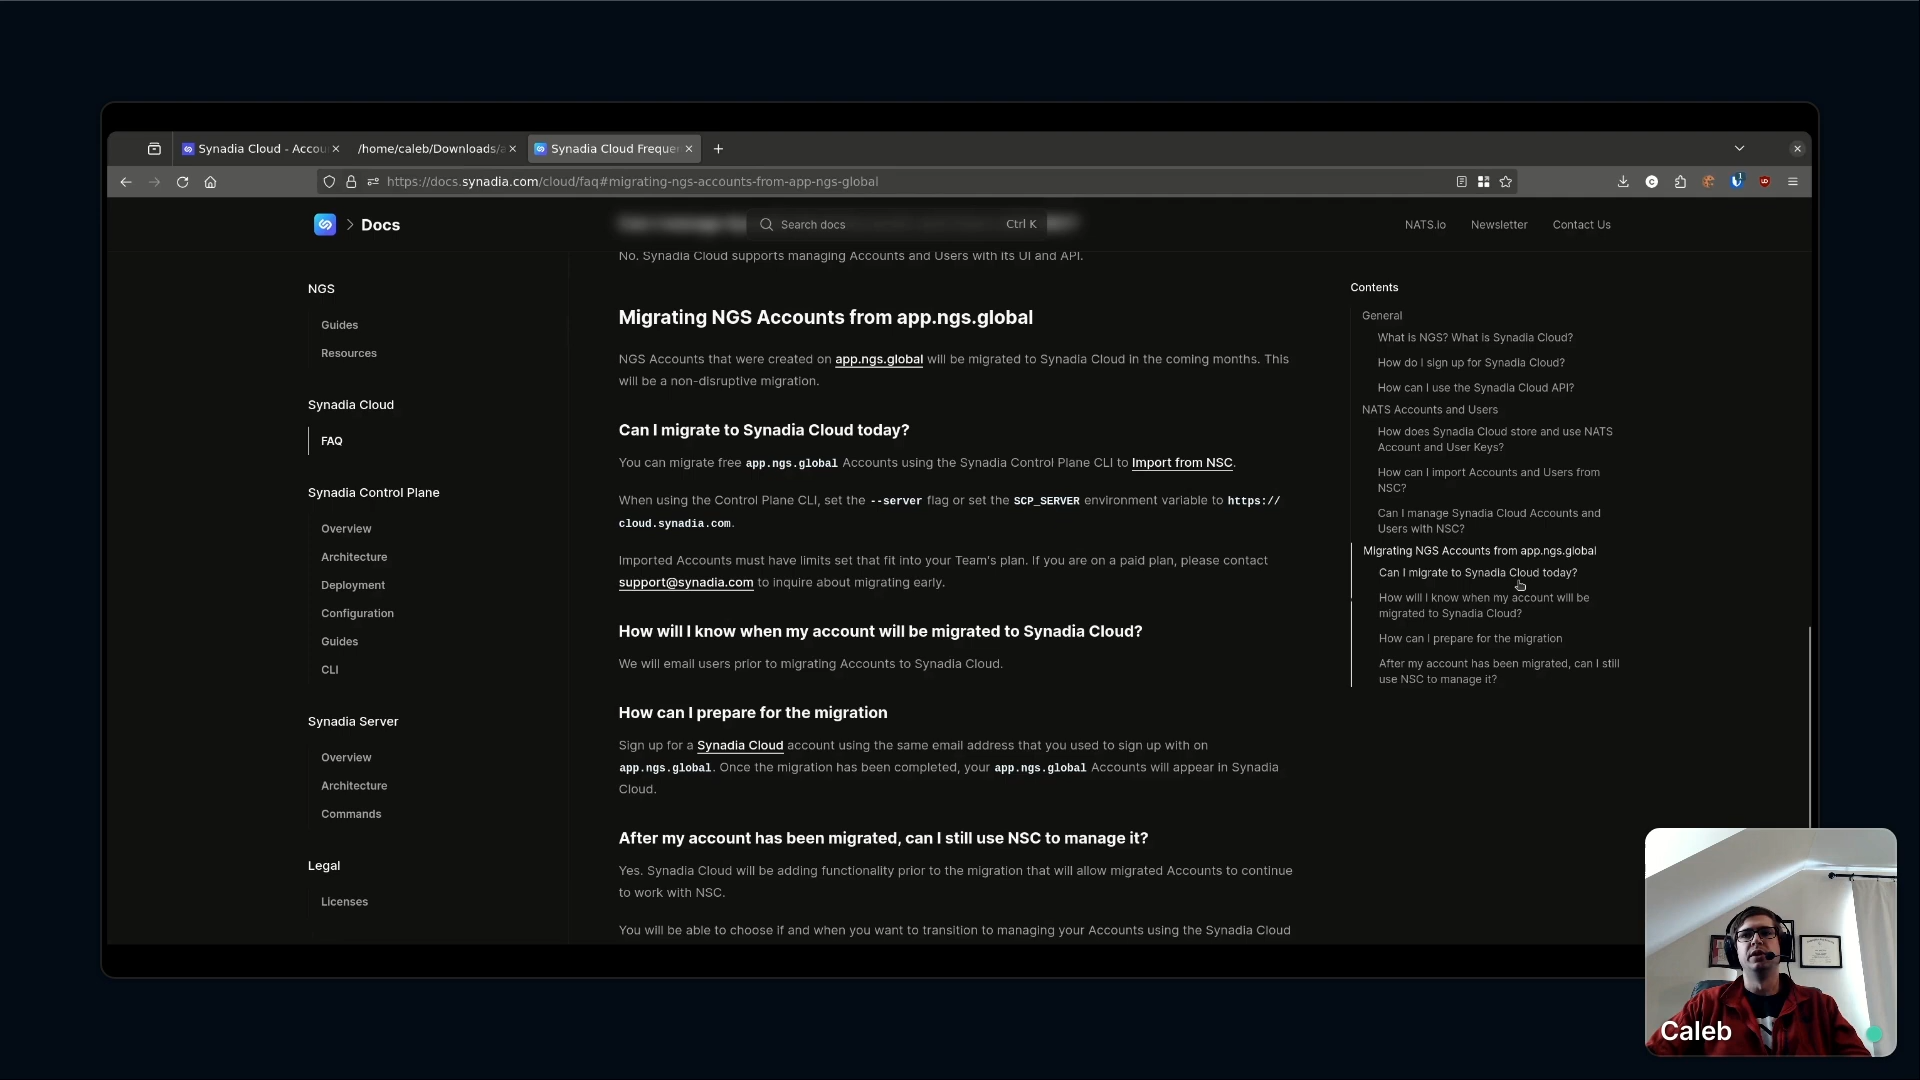 Synadia Cloud - Accou
/home/caleb/Downloads/a
Synadia Cloud Freque
https://docs.synadia.com/cloud/faq#migrating-ngs-accounts-from-app-ngs-global
Docs
Search docs
Ctrl K
NATS.io
Newsletter
Contact Us
NGS
Guides
Resources
Synadia Cloud
FAQ
Synadia Control Plane
Overview
Architecture
Deployment
Configuration
Guides
CLI
Synadia Server
Overview
Architecture
Commands
Legal
Licenses
No. Synadia Cloud supports managing Accounts and Users with its UI and API.
Migrating NGS Accounts from app.ngs.global
NGS Accounts that were created on app.ngs.global will be migrated to Synadia Cloud in the coming months. This
will be a non-disruptive migration.
Can I migrate to Synadia Cloud today?
You can migrate free app.ngs.global Accounts using the Synadia Control Plane CLI to Import from NSC.
When using the Control Plane CLI, set the --server flag or set the SCP_SERVER environment variable to https://
cloud.synadia.com.
Imported Accounts must have limits set that fit into your Team's plan. If you are on a paid plan, please contact
support@synadia.com to inquire about migrating early.
How will I know when my account will be migrated to Synadia Cloud?
We will email users prior to migrating Accounts to Synadia Cloud.
How can I prepare for the migration
Sign up for a Synadia Cloud account using the same email address that you used to sign up with on
app.ngs.global. Once the migration has been completed, your app.ngs.global Accounts will appear in Synadia
Cloud.
After my account has been migrated, can I still use NSC to manage it?
Yes. Synadia Cloud will be adding functionality prior to the migration that will allow migrated Accounts to continue
to work with NSC.
You will be able to choose if and when you want to transition to managing your Accounts using the Synadia Cloud
Contents
General
What is NGS? What is Synadia Cloud?
How do I sign up for Synadia Cloud?
How can I use the Synadia Cloud API?
NATS Accounts and Users
How does Synadia Cloud store and use NATS
Account and User Keys?
How can I import Accounts and Users from
NSC?
Can I manage Synadia Cloud Accounts and
Users with NSC?
Migrating NGS Accounts from app.ngs.global
Can I migrate to Synadia Cloud today?
How will I know when my account will be
migrated to Synadia Cloud?
How can I prepare for the migration
After my account has been migrated, can I still
use NSC to manage it?
Caleb